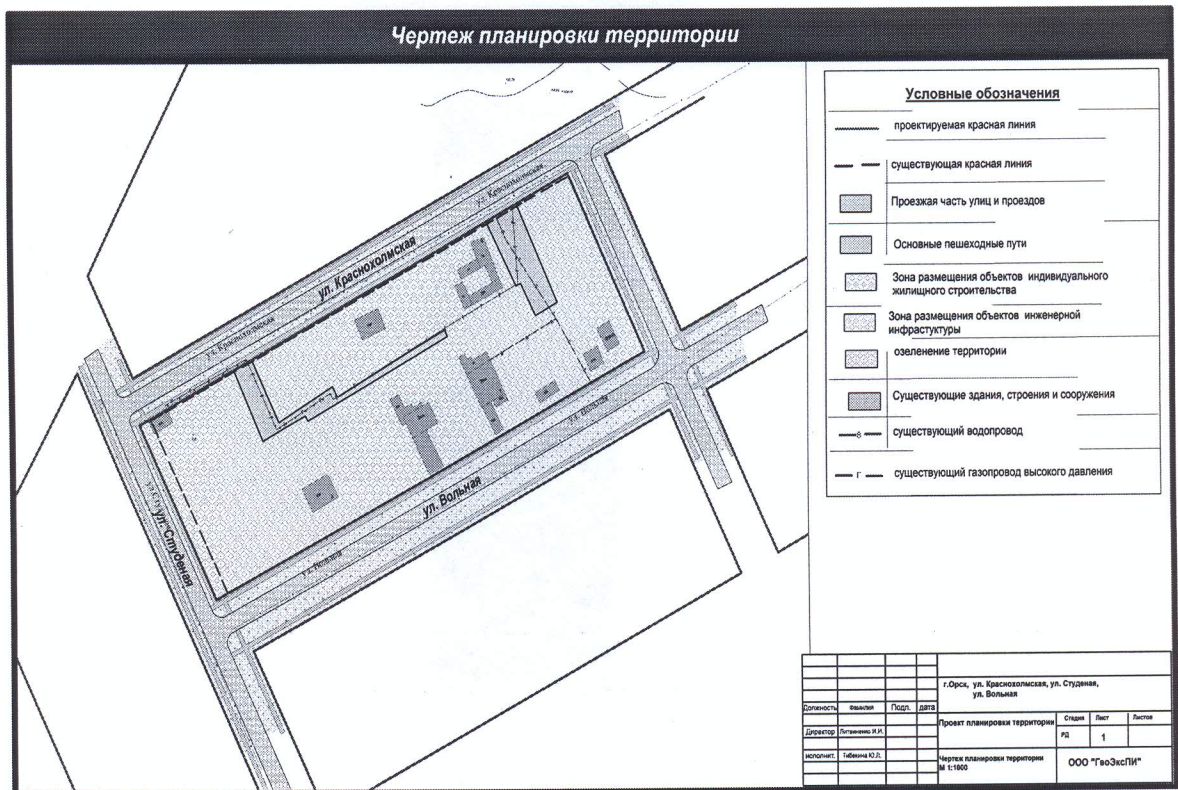 Чертеж планировки территории
ул. Краснохолмская
ул. Краснохолмская
ул. Краснохолмская
ул. Студеная
ул. Вольная
ул. Вольная
ул. Вольная
Условные обозначения
проектируемая красная линия
существующая красная линия
Проезжая часть улиц и проездов
Основные пешеходные пути
Зона размещения объектов индивидуального
жилищного строительства
Зона размещения объектов инженерной
инфрастуктуры
озеленение территории
Существующие здания, строения и сооружения
в существующий водопровод
г существующий газопровод высокого давления
г.Орск, ул. Краснохолмская, ул. Студеная,
ул. Вольная
Должность Фамилия Подп. дата
Проект планировки территории Стадия Лист Листов
Директор Литвиненко И.И. РД 1
исполнит. Тибекина Ю.Л.
Чертеж планировки территории
М 1:1000
ООО "ГеоЭксПИ"